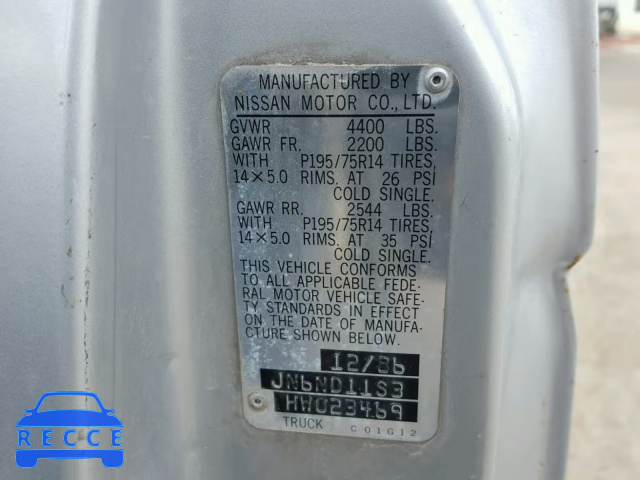 MANUFACTURED BY
NISSAN MOTOR CO., LTD.
GVWR 4400 LBS.
GAWR FR. 2200 LBS.
WITH P195/75R14 TIRES,
14×5.0 RIMS. AT 26 PSI
COLD SINGLE.
GAWR RR. 2544 LBS.
WITH P195/75R14 TIRES,
14×5.0 RIMS. AT 35 PSI
COLD SINGLE.
THIS VEHICLE CONFORMS
TO ALL APPLICABLE FEDE-
RAL MOTOR VEHICLE SAFE-
TY STANDARDS IN EFFECT
ON THE DATE OF MANUFA-
CTURE SHOWN BELOW.
12/86
JN6ND11S3
HW023469
TRUCK C01G12
RECCE